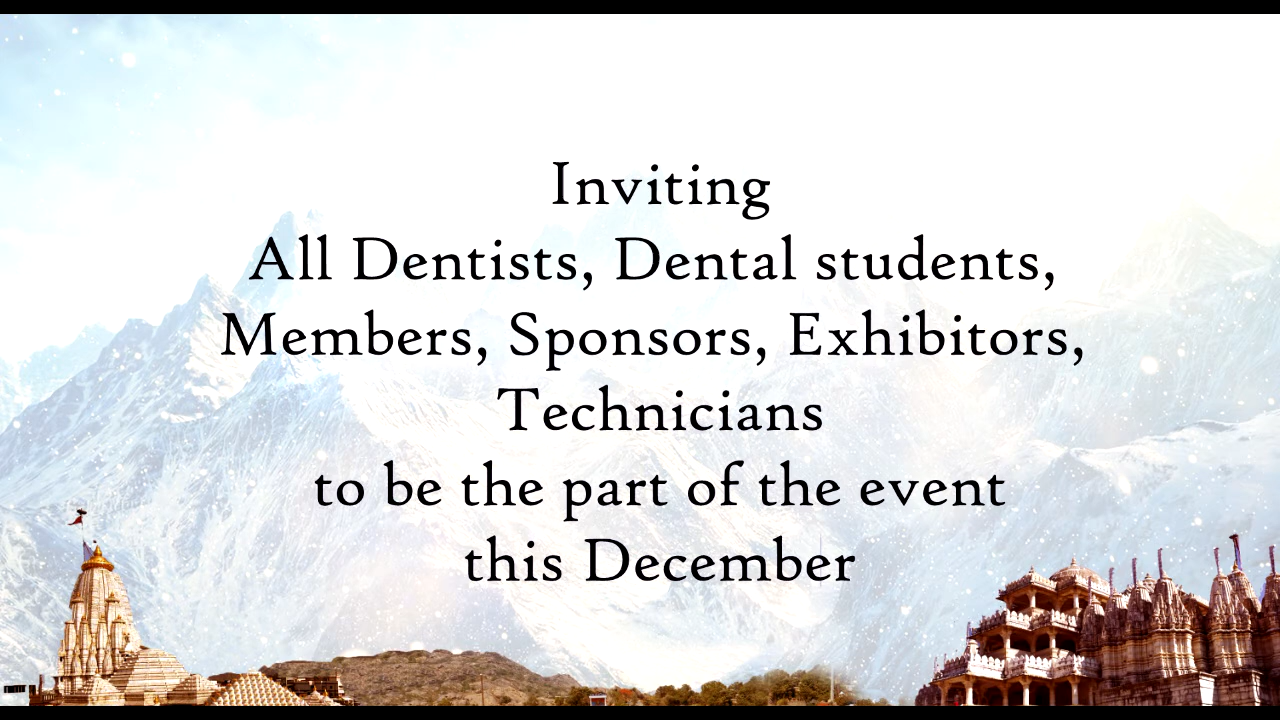 Inviting
All Dentists, Dental students,
Members, Sponsors, Exhibitors,
Technicians
to be the part of the event
this December